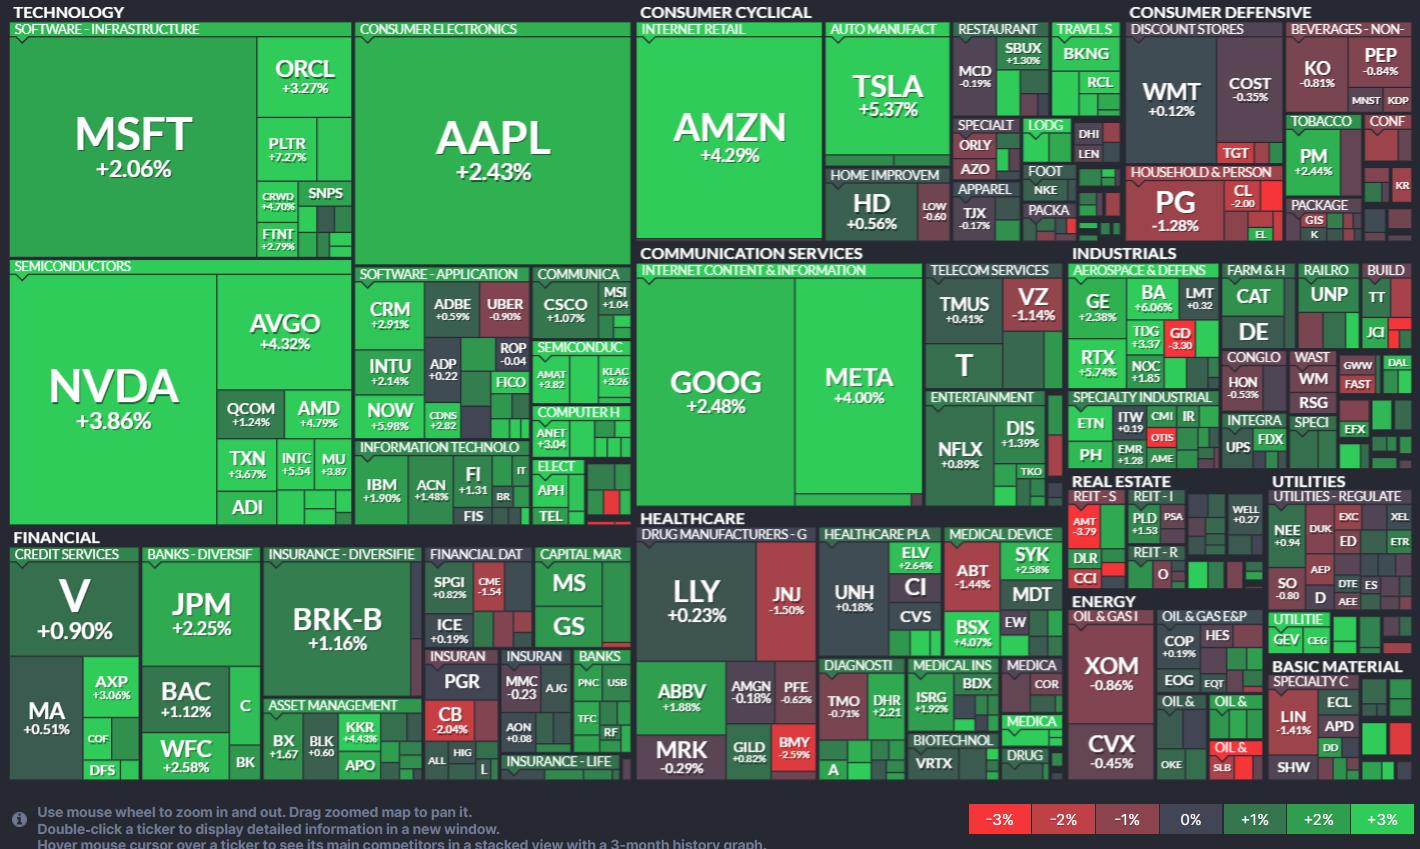 TECHNOLOGY
SOFTWARE - INFRASTRUCTURE
MSFT
+2.06%
ORCL
+3.27%
PLTR
+7.27%
CRWD
+4.70%
SNPS
FTNT
+2.79%
CONSUMER ELECTRONICS
AAPL
+2.43%
SEMICONDUCTORS
NVDA
+3.86%
AVGO
+4.32%
QCOM
+1.24%
AMD
+4.79%
TXN
+3.67%
INTC
+5.54
MU
+3.87
ADI
SOFTWARE - APPLICATION
CRM
+2.91%
ADBE
+0.59%
UBER
-0.90%
INTU
+2.14%
ADP
+0.22
ROP
-0.04
FICO
NOW
+5.98%
CDNS
+2.82
COMMUNICA
CSCO
+1.07%
MSI
+1.04
SEMICONDUC
AMAT
+3.82
KLAC
+3.26
COMPUTER H
ANET
+3.04
INFORMATION TECHNOLO
IBM
+1.90%
ACN
+1.48%
FI
+1.31
IT
BR
FIS
ELECT
APH
TEL
CONSUMER CYCLICAL
INTERNET RETAIL
AMZN
+4.29%
AUTO MANUFACT
TSLA
+5.37%
HOME IMPROVEM
HD
+0.56%
LOW
-0.60
RESTAURANT
MCD
-0.19%
SBUX
+1.30%
TRAVEL S
BKNG
RCL
SPECIALT
ORLY
AZO
LODG
DHI
LEN
FOOT
NKE
APPAREL
TJX
-0.17%
PACKA
CONSUMER DEFENSIVE
DISCOUNT STORES
WMT
+0.12%
COST
-0.35%
TGT
BEVERAGES - NON-
KO
-0.81%
PEP
-0.84%
MNST
KDP
TOBACCO
PM
+2.44%
CONF
KR
HOUSEHOLD & PERSON
PG
-1.28%
CL
-2.00
EL
PACKAGE
GIS
K
COMMUNICATION SERVICES
INTERNET CONTENT & INFORMATION
GOOG
+2.48%
META
+4.00%
TELECOM SERVICES
TMUS
+0.41%
VZ
-1.14%
T
ENTERTAINMENT
NFLX
+0.89%
DIS
+1.39%
TKO
INDUSTRIALS
AEROSPACE & DEFENS
GE
+2.38%
BA
+6.06%
LMT
+0.32
TDG
+3.37
GD
-3.30
RTX
+5.74%
NOC
+1.85
FARM & H
CAT
DE
RAILRO
UNP
BUILD
TT
JCI
CONGLO
HON
-0.53%
WAST
WM
RSG
GWW
DAL
FAST
SPECIALTY INDUSTRIAL
ETN
ITW
+0.19
CMI
IR
OTIS
PH
EMR
+1.28
AME
INTEGRA
UPS
FDX
SPECI
EFX
FINANCIAL
CREDIT SERVICES
V
+0.90%
MA
+0.51%
AXP
+3.06%
COF
DFS
BANKS - DIVERSIF
JPM
+2.25%
BAC
+1.12%
C
WFC
+2.58%
BK
INSURANCE - DIVERSIFIE
BRK-B
+1.16%
ASSET MANAGEMENT
BX
+1.67
BLK
+0.60
KKR
+4.43%
APO
FINANCIAL DAT
SPGI
+0.82%
CME
-1.54
ICE
+0.19%
CAPITAL MAR
MS
GS
INSURAN
PGR
CB
-2.04%
ALL
HIG
L
INSURAN
MMC
-0.23
AJG
AON
+0.08
BANKS
PNC
USB
TFC
RF
INSURANCE - LIFE
HEALTHCARE
DRUG MANUFACTURERS - G
LLY
+0.23%
JNJ
-1.50%
ABBV
+1.88%
AMGN
-0.18%
PFE
-0.62%
MRK
-0.29%
GILD
+0.82%
BMY
-2.59%
HEALTHCARE PLA
UNH
+0.18%
ELV
+2.64%
CI
CVS
MEDICAL DEVICE
ABT
-1.44%
SYK
+2.58%
MDT
BSX
+4.07%
EW
DIAGNOSTI
TMO
-0.71%
DHR
+2.21
A
MEDICAL INS
ISRG
+1.92%
BDX
MEDICA
COR
MEDICA
BIOTECHNOL
VRTX
DRUG
REAL ESTATE
REIT - S
AMT
-3.79
DLR
CCI
REIT - I
PLD
+1.53
PSA
WELL
+0.27
REIT - R
O
UTILITIES
UTILITIES - REGULATE
NEE
+0.94
DUK
EXC
XEL
ED
ETR
SO
-0.80
AEP
D
DTE
ES
AEE
UTILITIE
GEV
CEG
ENERGY
OIL & GAS I
XOM
-0.86%
CVX
-0.45%
OIL & GAS E&P
COP
+0.19%
HES
EOG
EQT
OIL &
OKE
OIL &
OIL &
SLB
BASIC MATERIAL
SPECIALTY C
LIN
-1.41%
ECL
APD
DD
SHW
Use mouse wheel to zoom in and out. Drag zoomed map to pan it.
Double-click a ticker to display detailed information in a new window.
Hover mouse cursor over a ticker to see its main competitors in a stacked view with a 3-month history graph.
-3%
-2%
-1%
0%
+1%
+2%
+3%